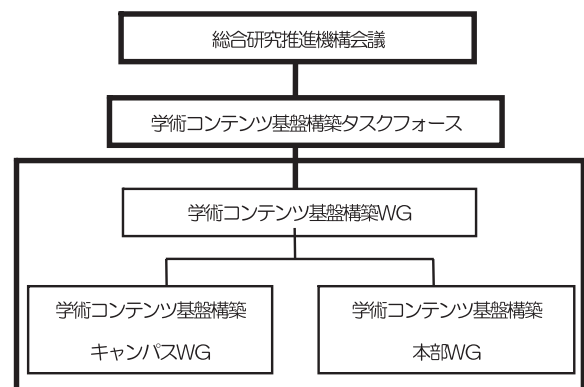 総合研究推進機構会議
学術コンテンツ基盤構築タスクフォース
学術コンテンツ基盤構築WG
学術コンテンツ基盤構築
キャンパスWG
学術コンテンツ基盤構築
本部WG